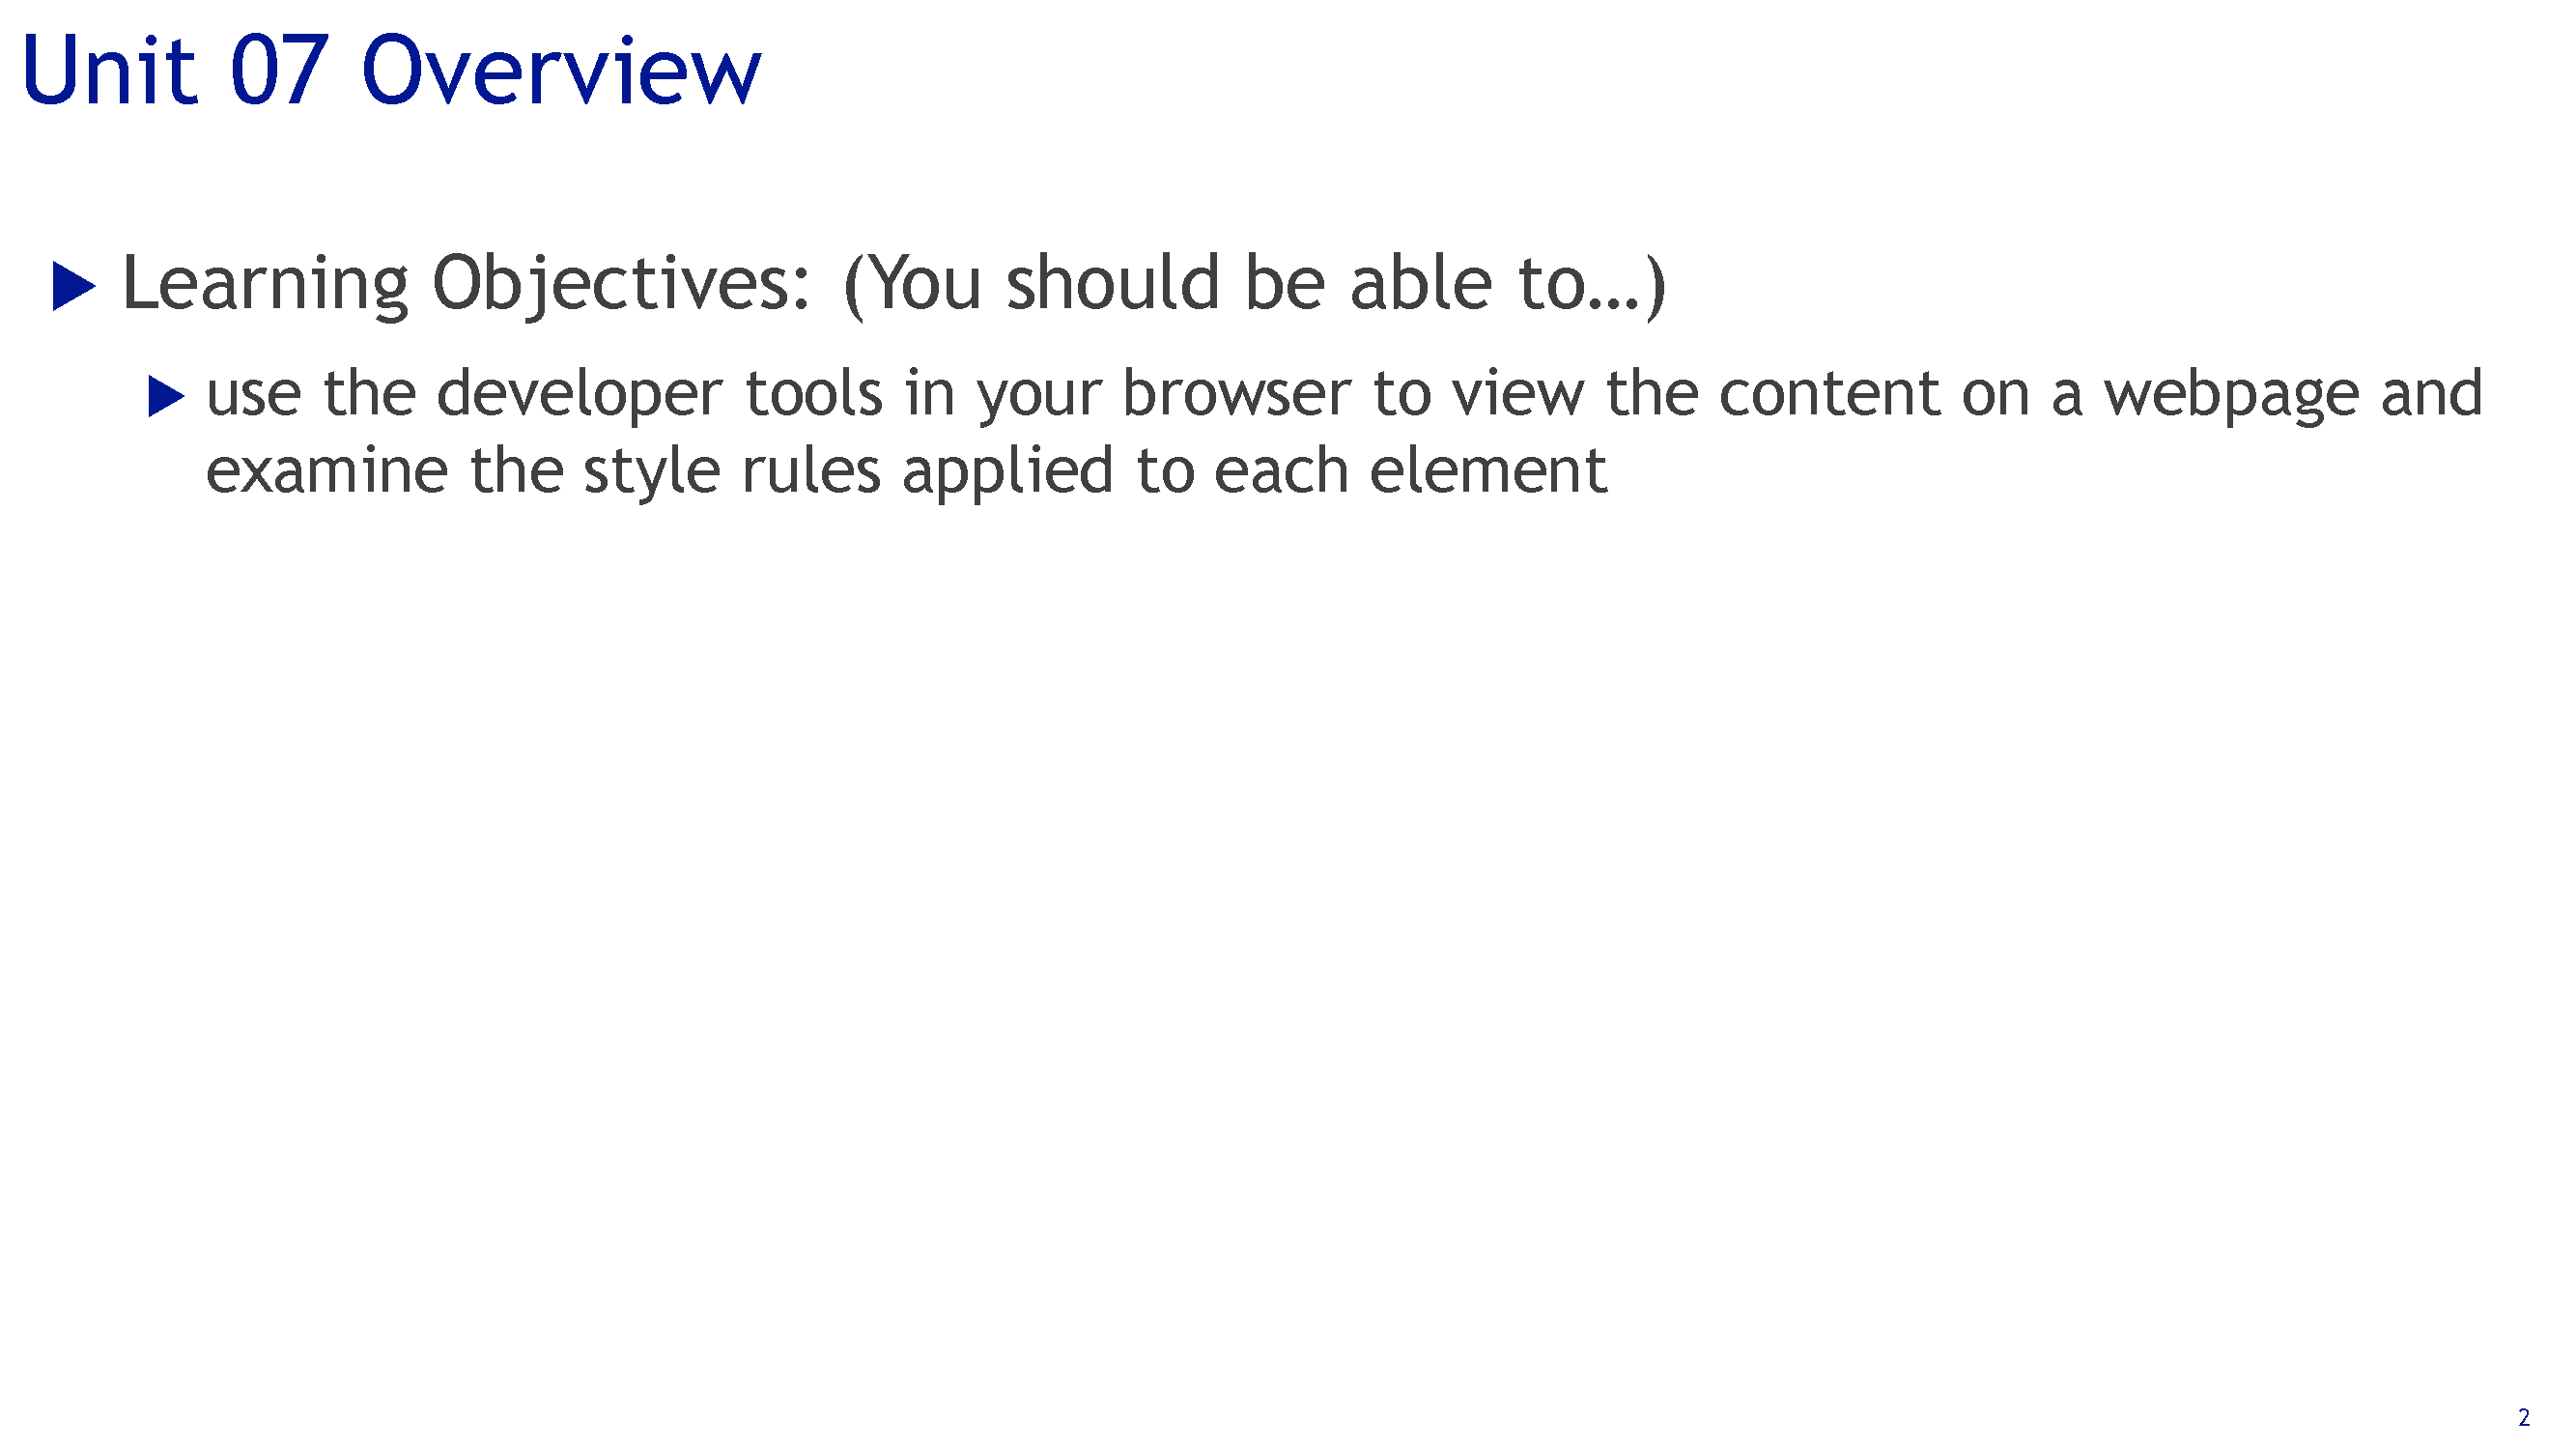 Unit 07 Overview
Learning Objectives: (You should be able to…)
use the developer tools in your browser to view the content on a webpage and
examine the style rules applied to each element
2